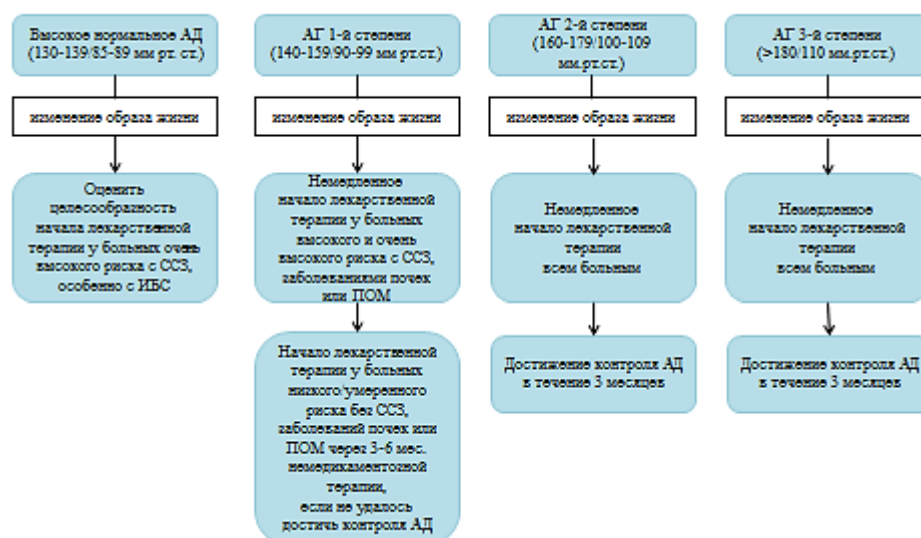 Высокое нормальное АД
(130-139/85-89 мм рт. ст.)
изменение обрага жизни
Оценить
целесообразность
начала лекарственной
терапии у больных очень
высокого риска с ССЗ,
особенно с ИБС
АГ 1-й степени
(140-159/90-99 мм рт.ст.)
изменение обрага жизни
Немедленное
начало лекарственной
терапии у больных
высокого и очень
высокого риска с ССЗ,
заболеваниями почек
или ПОМ
Начало лекарственной
терапии у больных
низкого/умеренного
риска без ССЗ,
заболеваний почек или
ПОМ через 3-6 мес.
немедикаментогной
терапии,
если не удалось
достичь контроля АД
АГ 2-й степени
(160-179/100-109
мм.рт.ст.)
изменение обрага жизни
Немедленное
начало лекарственной
терапии
всем больным
Достижение контроля АД
в течение 3 месяцев
АГ 3-й степени
(>180/110 мм.рт.ст.)
изменение обрага жизни
Немедленное
начало лекарственной
терапии
всем больным
Достижение контроля АД
в течение 3 месяцев